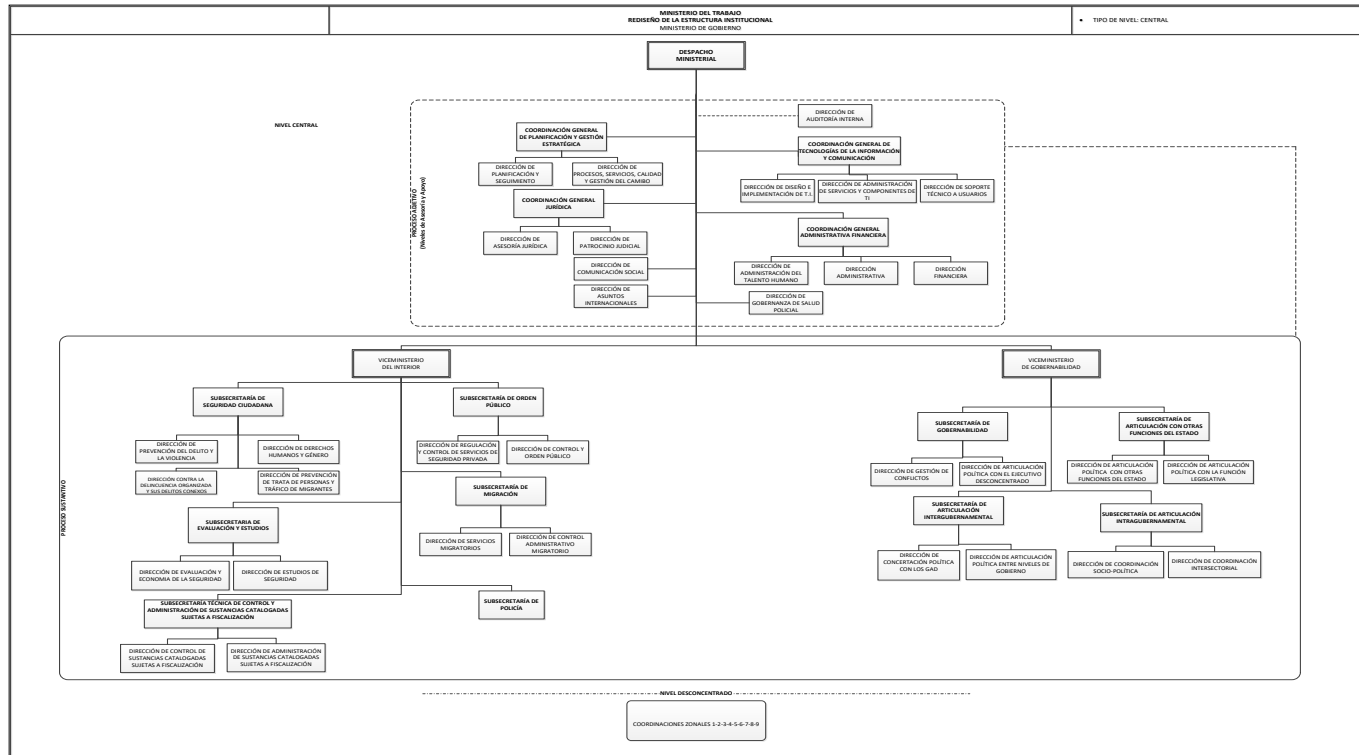 MINISTERIO DEL TRABAJO
REDISEÑO DE LA ESTRUCTURA INSTITUCIONAL
MINISTERIO DE GOBIERNO
• TIPO DE NIVEL: CENTRAL
DESPACHO
MINISTERIAL
NIVEL CENTRAL
PROCESO ADJETIVO
(Niveles de Asesoría y Apoyo)
DIRECCIÓN DE
AUDITORÍA INTERNA
COORDINACIÓN GENERAL
DE PLANIFICACIÓN Y GESTIÓN
ESTRATÉGICA
COORDINACIÓN GENERAL DE
TECNOLOGÍAS DE LA INFORMACIÓN
Y COMUNICACIÓN
DIRECCIÓN DE
PLANIFICACIÓN Y
SEGUIMIENTO
DIRECCIÓN DE
PROCESOS, SERVICIOS, CALIDAD
Y GESTIÓN DEL CAMIBO
DIRECCIÓN DE DISEÑO E
IMPLEMENTACIÓN DE T.I.
DIRECCIÓN DE ADMINISTRACIÓN
DE SERVICIOS Y COMPONENTES DE
TI
DIRECCIÓN DE SOPORTE
TÉCNICO A USUARIOS
COORDINACIÓN GENERAL
JURÍDICA
COORDINACIÓN GENERAL
ADMINISTRATIVA FINANCIERA
DIRECCIÓN DE
ASESORÍA JURÍDICA
DIRECCIÓN DE
PATROCINIO JUDICIAL
DIRECCIÓN DE
COMUNICACIÓN SOCIAL
DIRECCIÓN DE
ADMINISTRACIÓN DEL
TALENTO HUMANO
DIRECCIÓN
ADMINISTRATIVA
DIRECCIÓN
FINANCIERA
DIRECCIÓN DE
ASUNTOS
INTERNACIONALES
DIRECCIÓN DE
GOBERNANZA DE SALUD
POLICIAL
PROCESO SUSTANTIVO
VICEMINISTERIO
DEL INTERIOR
VICEMINISTERIO
DE GOBERNABILIDAD
SUBSECRETARÍA DE
SEGURIDAD CIUDADANA
SUBSECRETARÍA DE ORDEN
PÚBLICO
DIRECCIÓN DE
PREVENCIÓN DEL DELITO Y
LA VIOLENCIA
DIRECCIÓN DE DERECHOS
HUMANOS Y GÉNERO
DIRECCIÓN DE REGULACIÓN
Y CONTROL DE SERVICIOS DE
SEGURIDAD PRIVADA
DIRECCIÓN DE CONTROL Y
ORDEN PÚBLICO
DIRECCIÓN CONTRA LA
DELINCUENCIA ORGANIZADA
Y SUS DELITOS CONEXOS
DIRECCIÓN DE PREVENCIÓN
DE TRATA DE PERSONAS Y
TRÁFICO DE MIGRANTES
SUBSECRETARÍA DE
MIGRACIÓN
SUBSECRETARIA DE
EVALUACIÓN Y ESTUDIOS
DIRECCIÓN DE SERVICIOS
MIGRATORIOS
DIRECCIÓN DE CONTROL
ADMINISTRATIVO
MIGRATORIO
DIRECCIÓN DE EVALUACIÓN Y
ECONOMIA DE LA SEGURIDAD
DIRECCIÓN DE ESTUDIOS DE
SEGURIDAD
SUBSECRETARÍA DE
POLICÍA
SUBSECRETARÍA TÉCNICA DE CONTROL Y
ADMINISTRACIÓN DE SUSTANCIAS CATALOGADAS
SUJETAS A FISCALIZACIÓN
DIRECCIÓN DE CONTROL DE
SUSTANCIAS CATALOGADAS
SUJETAS A FISCALIZACIÓN
DIRECCIÓN DE ADMINISTRACIÓN
DE SUSTANCIAS CATALOGADAS
SUJETAS A FISCALIZACIÓN
SUBSECRETARÍA DE
GOBERNABILIDAD
SUBSECRETARÍA DE
ARTICULACIÓN CON OTRAS
FUNCIONES DEL ESTADO
DIRECCIÓN DE GESTIÓN DE
CONFLICTOS
DIRECCIÓN DE ARTICULACIÓN
POLÍTICA CON EL EJECUTIVO
DESCONCENTRADO
DIRECCIÓN DE ARTICULACIÓN
POLÍTICA CON OTRAS
FUNCIONES DEL ESTADO
DIRECCIÓN DE ARTICULACIÓN
POLÍTICA CON LA FUNCIÓN
LEGISLATIVA
SUBSECRETARÍA DE
ARTICULACIÓN
INTERGUBERNAMENTAL
SUBSECRETARÍA DE ARTICULACIÓN
INTRAGUBERNAMENTAL
DIRECCIÓN DE
CONCERTACIÓN POLÍTICA
CON LOS GAD
DIRECCIÓN DE ARTICULACIÓN
POLÍTICA ENTRE NIVELES DE
GOBIERNO
DIRECCIÓN DE COORDINACIÓN
SOCIO-POLÍTICA
DIRECCIÓN DE COORDINACIÓN
INTERSECTORIAL
NIVEL DESCONCENTRADO
COORDINACIONES ZONALES 1-2-3-4-5-6-7-8-9